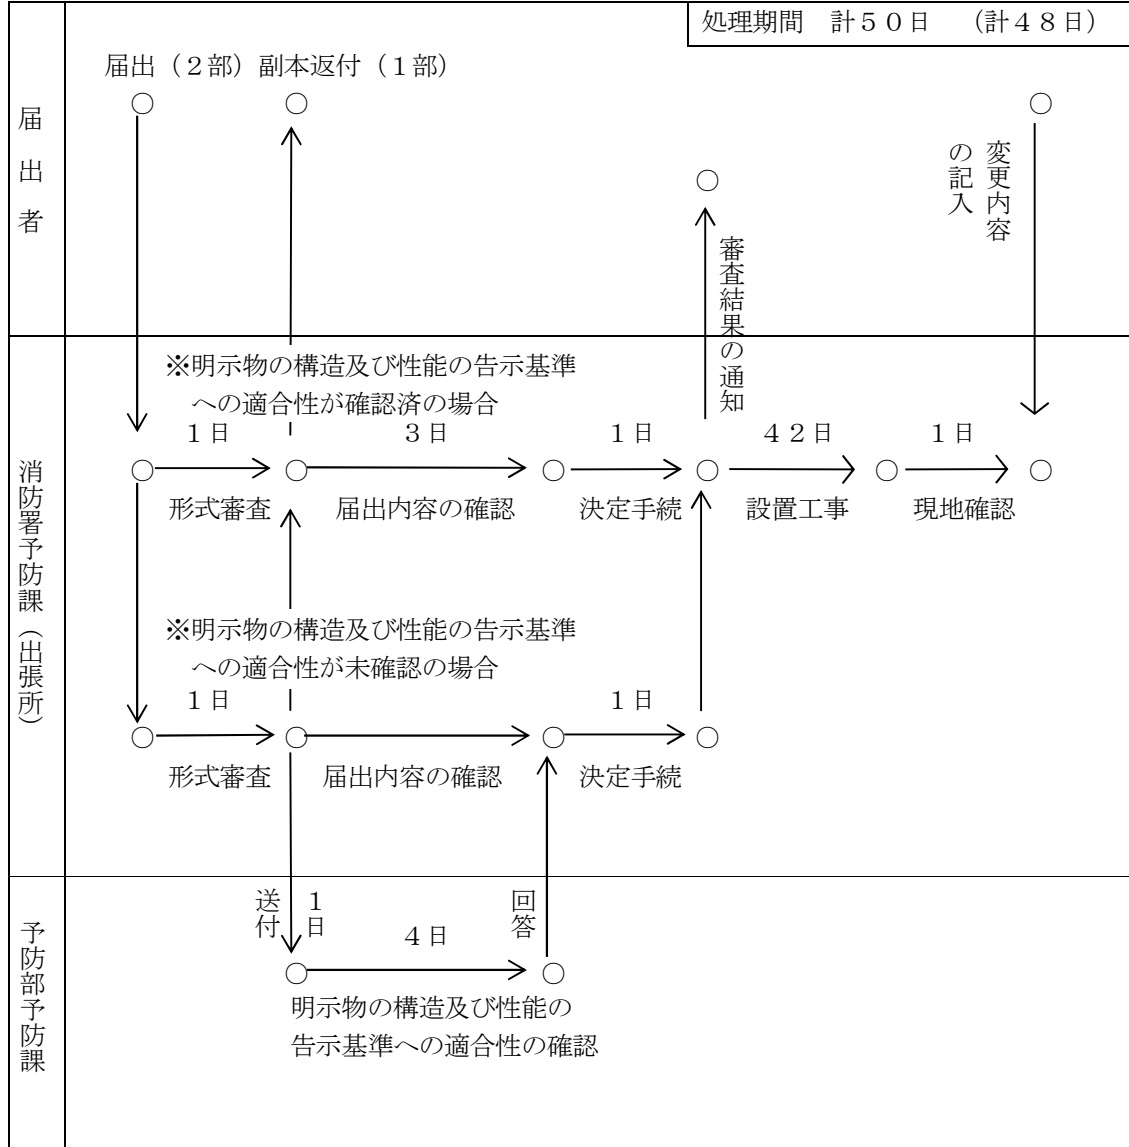 処理期間　計５０日　（計４８日）
届出（２部）副本返付（１部）
届出者
変更内容
の記入
審査結果の通知
※明示物の構造及び性能の告示基準
への適合性が確認済の場合
１日　３日　１日　４２日　１日
消防署予防課（出張所）
形式審査　届出内容の確認　決定手続　設置工事　現地確認
※明示物の構造及び性能の告示基準
への適合性が未確認の場合
１日　１日
形式審査　届出内容の確認　決定手続
送付　１日　４日　回答
予防部予防課
明示物の構造及び性能の
告示基準への適合性の確認